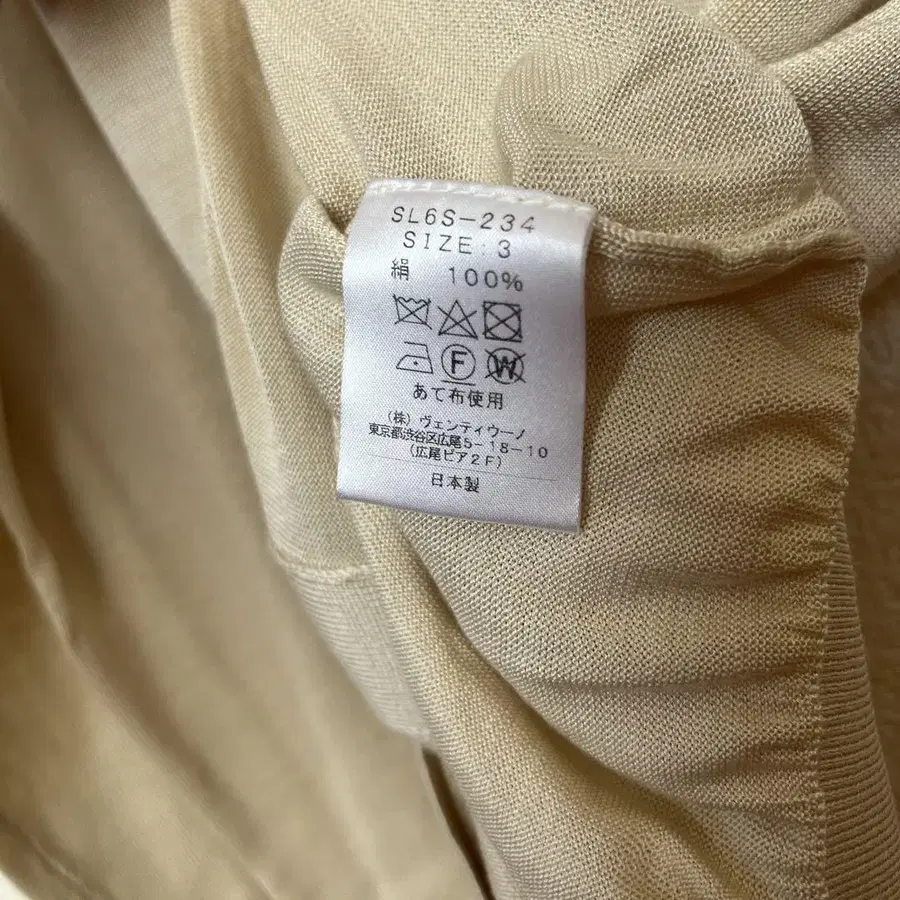 SL6S-234
SIZE:3
絹 100%
F W
あて布使用
(株)ヴェンティウーノ
東京都渋谷区広尾5-18-10
(広尾ピア2F)
日本製